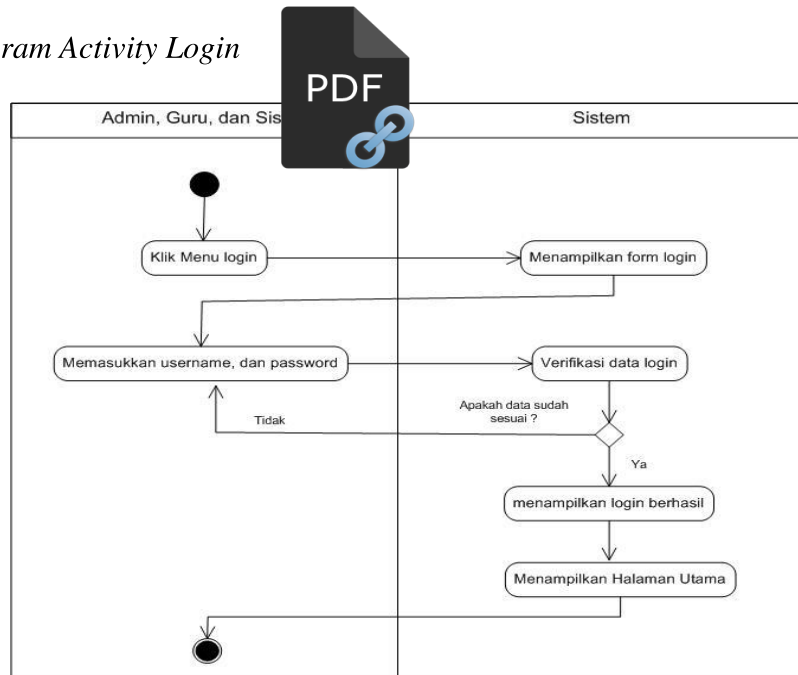 ram Activity Login
PDF
Admin, Guru, dan Sis
Sistem
Klik Menu login
Menampilkan form login
Memasukkan username, dan password
Verifikasi data login
Apakah data sudah
sesuai ?
Tidak
Ya
menampilkan login berhasil
Menampilkan Halaman Utama